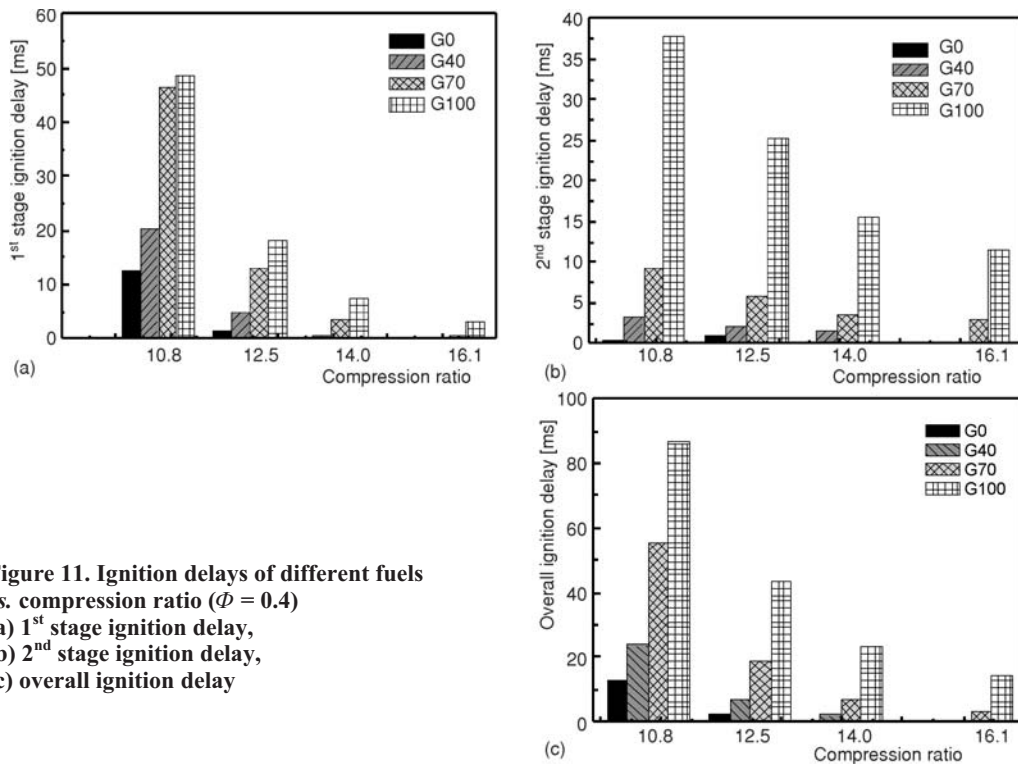 60
50
40
30
20
10
0
1st stage ignition delay [ms]
G0
G40
G70
G100
10.8 12.5 14.0 16.1
Compression ratio
(a)
40
35
30
25
20
15
10
5
0
2nd stage ignition delay [ms]
G0
G40
G70
G100
10.8 12.5 14.0 16.1
Compression ratio
(b)
100
80
60
40
20
0
Overall ignition delay [ms]
G0
G40
G70
G100
10.8 12.5 14.0 16.1
Compression ratio
(c)
igure 11. Ignition delays of different fuels
s. compression ratio (Φ = 0.4)
a) 1st stage ignition delay,
b) 2nd stage ignition delay,
c) overall ignition delay